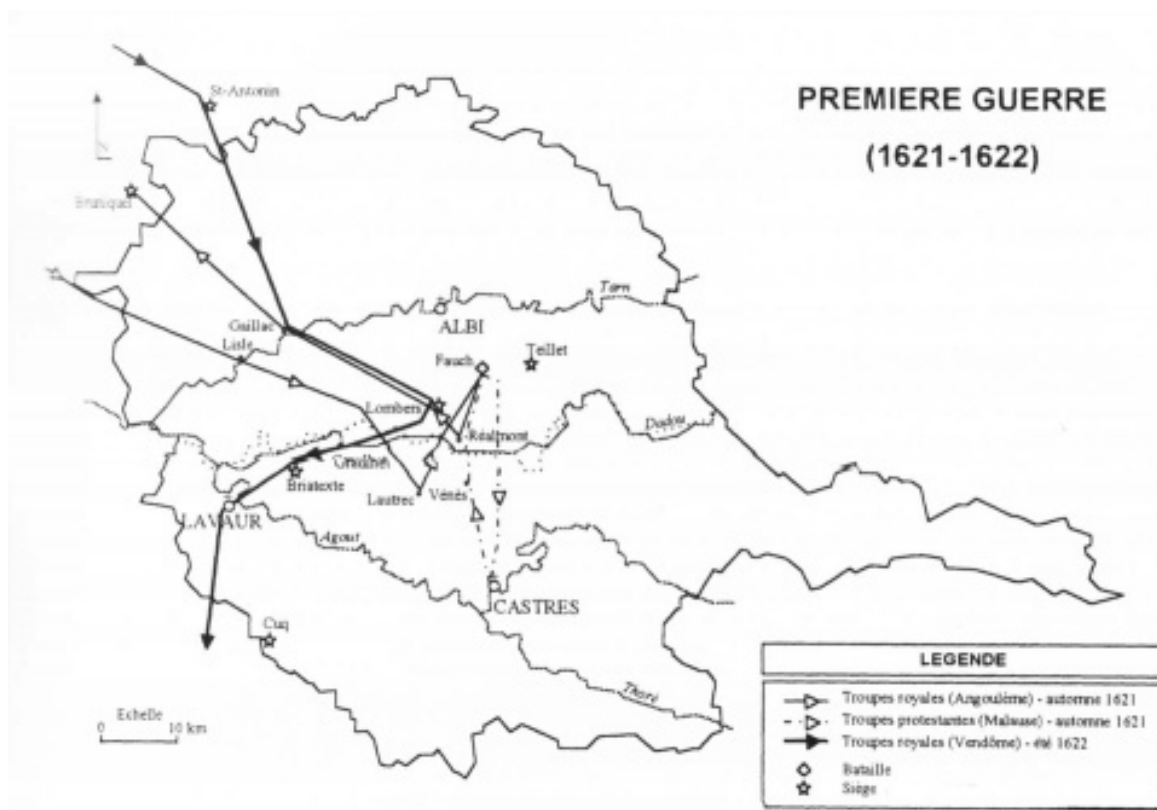 PREMIERE GUERRE
(1621-1622)
St-Antonin
Bruniquel
Tarn
ALBI
Gaillac
Lisle
Fauch
Teillet
Lombers
Réalmont
Dadou
Graulhet
Briatexte
Lautrec
Vénès
LAVAUR
Agout
CASTRES
Cuq
Thoré
Echelle
0 10 km
LEGENDE
Troupes royales (Angoulême) - automne 1621
Troupes protestantes (Malause) - automne 1621
Troupes royales (Vendôme) - été 1622
Bataille
Siège